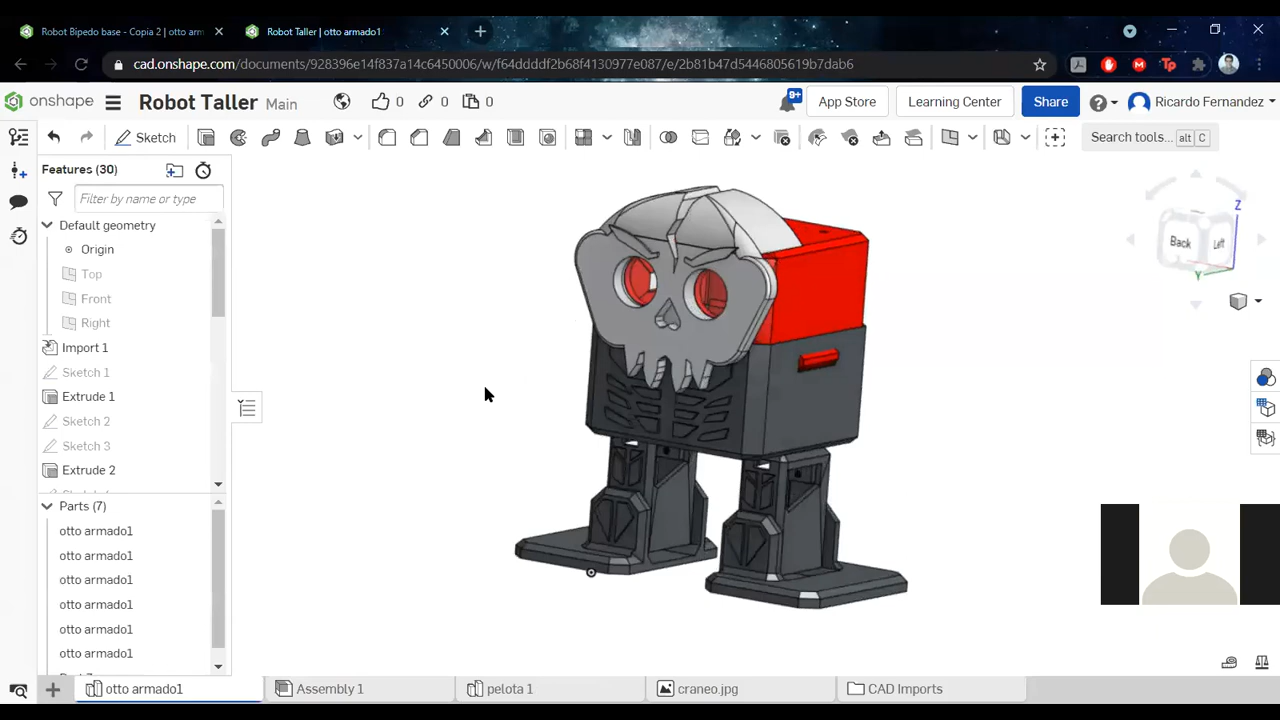 Robot Bipedo base - Copia 2 | otto arm
Robot Taller | otto armado1
cad.onshape.com/documents/928396e14f837a14c6450006/w/f64ddddf2b68f4130977e087/e/2b81b47d5446805619b7dab6
onshape
Robot Taller Main
0
0
0
9+
App Store
Learning Center
Share
Ricardo Fernandez
Sketch
Search tools... alt C
Features (30)
Filter by name or type
Default geometry
Origin
Top
Front
Right
Import 1
Sketch 1
Extrude 1
Sketch 2
Sketch 3
Extrude 2
Parts (7)
otto armado1
otto armado1
otto armado1
otto armado1
otto armado1
otto armado1
Z
Back
Left
Y
otto armado1
Assembly 1
pelota 1
craneo.jpg
CAD Imports